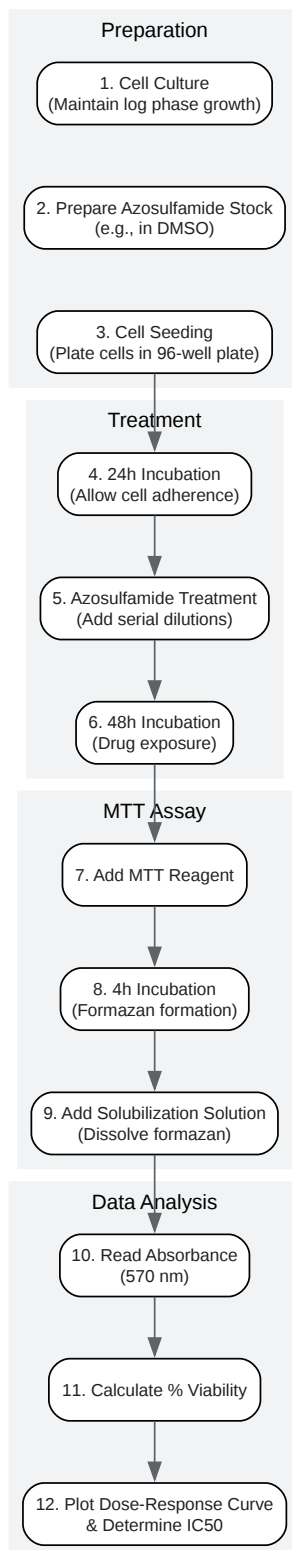 Preparation
1. Cell Culture
(Maintain log phase growth)
2. Prepare Azosulfamide Stock
(e.g., in DMSO)
3. Cell Seeding
(Plate cells in 96-well plate)
Treatment
4. 24h Incubation
(Allow cell adherence)
5. Azosulfamide Treatment
(Add serial dilutions)
6. 48h Incubation
(Drug exposure)
MTT Assay
7. Add MTT Reagent
8. 4h Incubation
(Formazan formation)
9. Add Solubilization Solution
(Dissolve formazan)
Data Analysis
10. Read Absorbance
(570 nm)
11. Calculate % Viability
12. Plot Dose-Response Curve
& Determine IC50